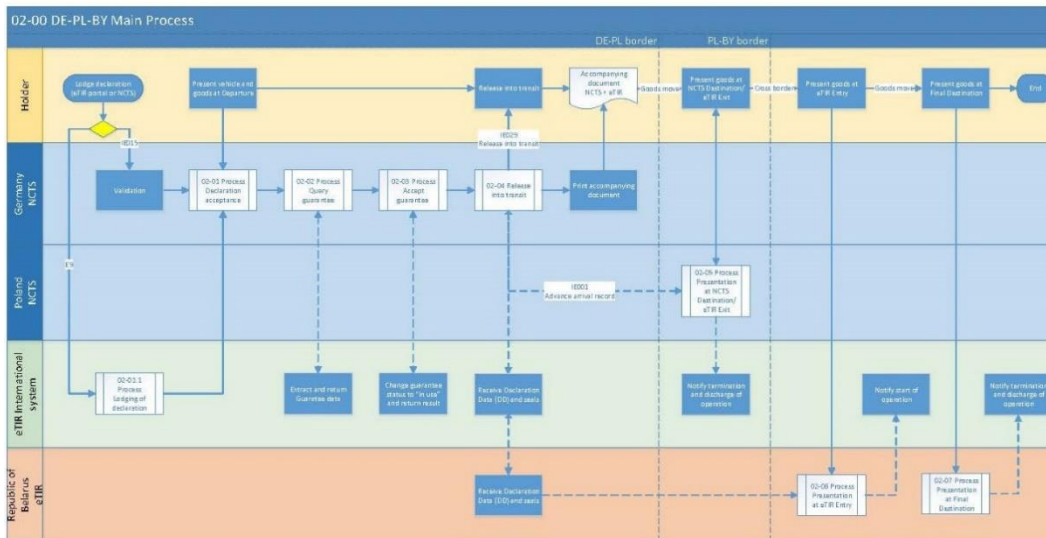 02-00 DE-PL-BY Main Process
DE-PL border
PL-BY border
Holder
Lodge declaration
(eTIR portal or NCTS)
Present vehicle and
goods at Departure
Release into transit
Accompanying
document
NCTS + eTIR
Goods move
Present goods at
NCTS Destination/
eTIR Exit
Cross border
Present goods at
eTIR Entry
Goods move
Present goods at
Final Destination
End
IE015
IE029
Release into transit
Germany
NCTS
Validation
02-01 Process
Declaration
acceptance
02-02 Process
Query
guarantee
02-03 Process
Accept
guarantee
02-04 Release
into transit
Print accompanying
document
E9
Poland
NCTS
IE001
Advance arrival record
02-05 Process
Presentation
at NCTS
Destination/
eTIR Exit
eTIR International
system
02-01.1
Process
Lodging of
declaration
Extract and return
Guarantee data
Change guarantee
status to "in use"
and return result
Receive Declaration
Data (DD) and seals
Notify termination
and discharge of
operation
Notify start of
operation
Notify termination
and discharge of
operation
Republic of
Belarus
eTIR
Receive Declaration
Data (DD) and seals
02-06 Process
Presentation
at eTIR Entry
02-07 Process
Presentation
at Final
Destination